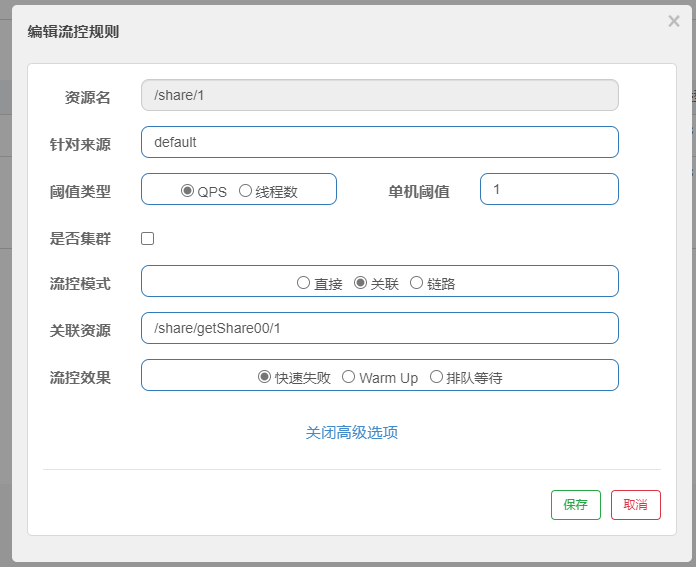 编辑流控规则 ×
资源名 /share/1
针对来源 default
阈值类型 QPS 线程数 单机阈值 1
是否集群
流控模式 直接 关联 链路
关联资源 /share/getShare00/1
流控效果 快速失败 Warm Up 排队等待
关闭高级选项
保存 取消